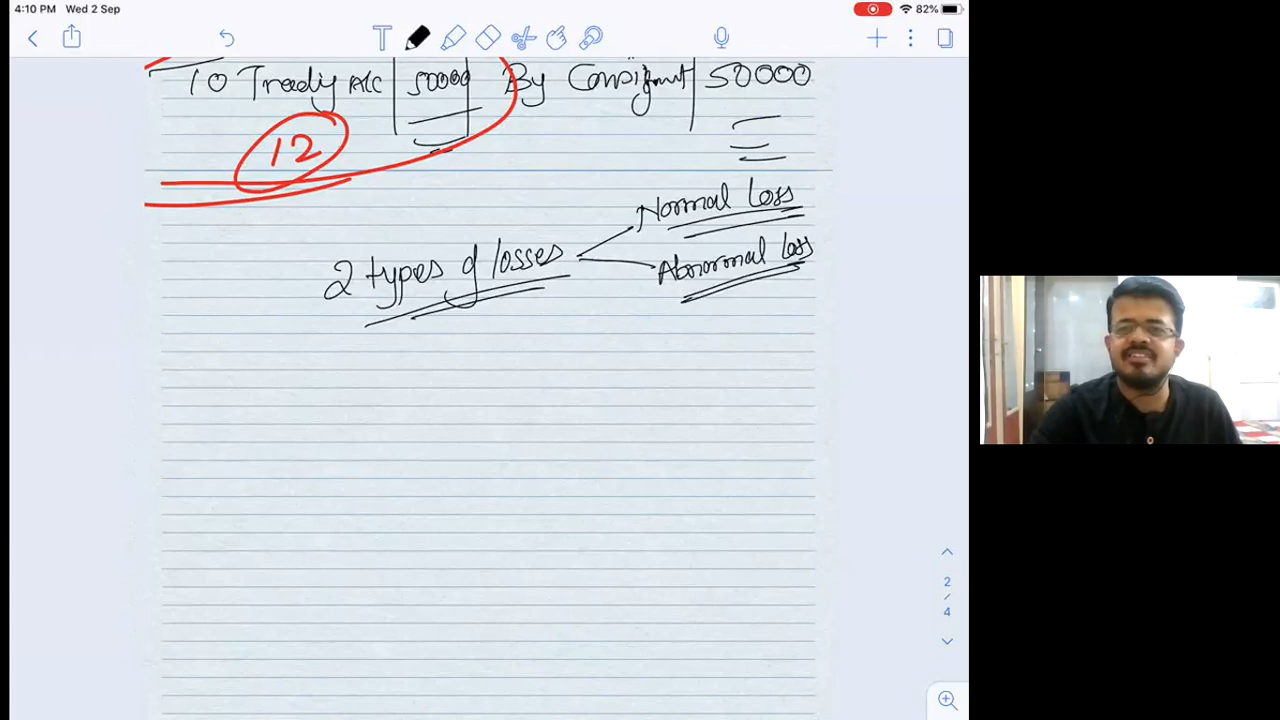 4:10 PM Wed 2 Sep 82%
To Trading A/C 50000 By Consignment 50000
12
2 types of losses
Normal Loss
Abnormal loss
2
/
4